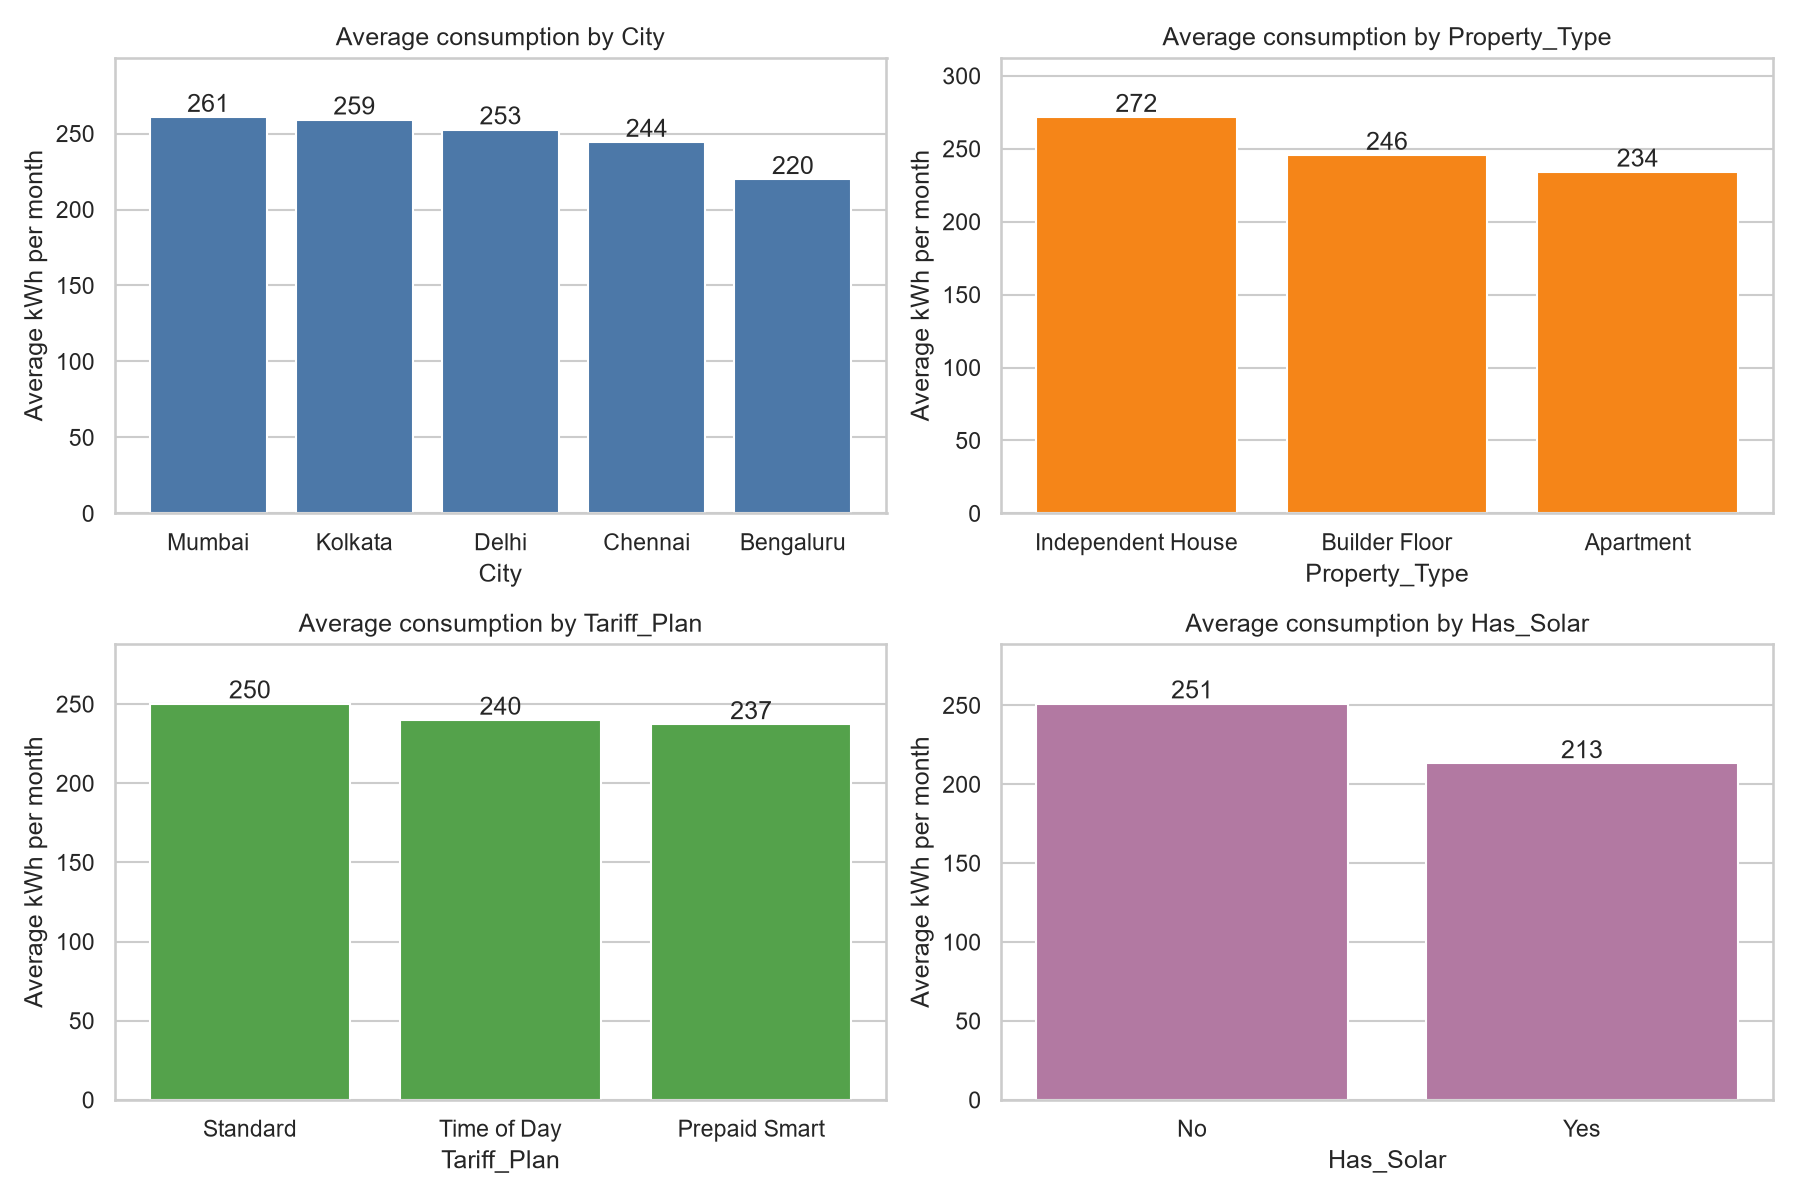 Average consumption by City
Average kWh per month
250
200
150
100
50
0
261
259
253
244
220
Mumbai Kolkata Delhi Chennai Bengaluru
City
Average consumption by Property_Type
Average kWh per month
300
250
200
150
100
50
0
272
246
234
Independent House Builder Floor Apartment
Property_Type
Average consumption by Tariff_Plan
Average kWh per month
250
200
150
100
50
0
250
240
237
Standard Time of Day Prepaid Smart
Tariff_Plan
Average consumption by Has_Solar
Average kWh per month
250
200
150
100
50
0
251
213
No Yes
Has_Solar